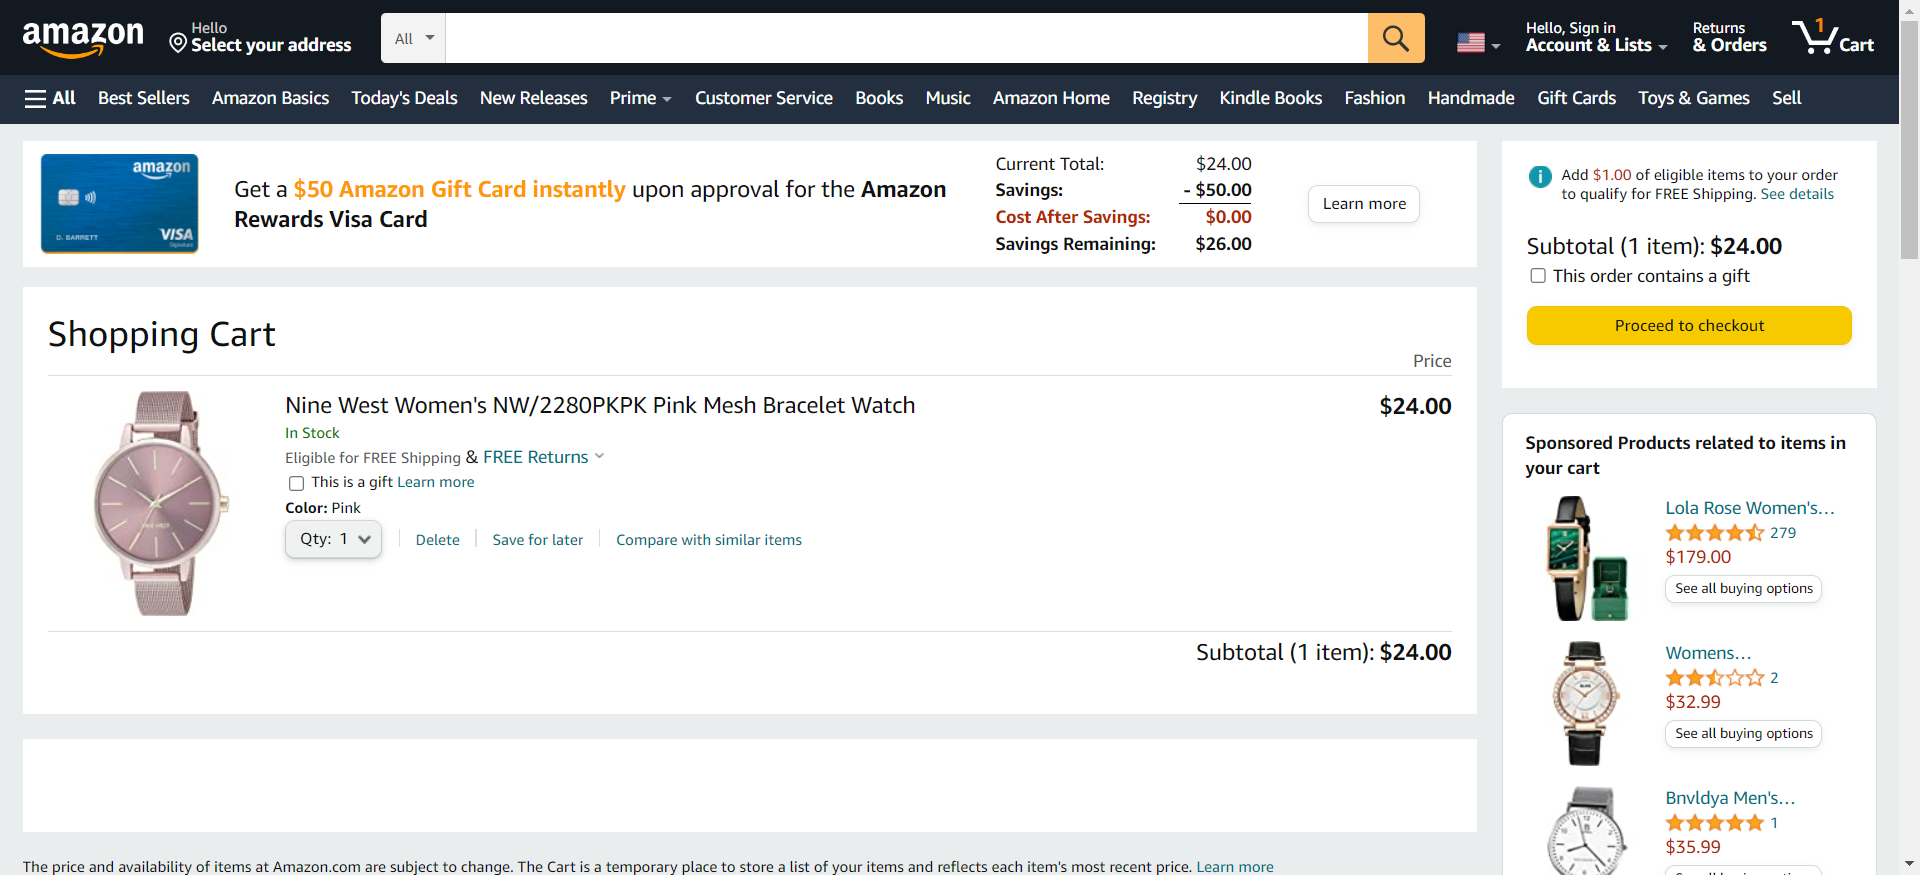 amazon
Hello
Select your address
All
Hello, Sign in
Account & Lists
Returns
& Orders
1
Cart
All
Best Sellers
Amazon Basics
Today's Deals
New Releases
Prime
Customer Service
Books
Music
Amazon Home
Registry
Kindle Books
Fashion
Handmade
Gift Cards
Toys & Games
Sell
amazon
D. BARRETT
VISA
Signature
Get a $50 Amazon Gift Card instantly upon approval for the Amazon
Rewards Visa Card
Current Total: $24.00
Savings: - $50.00
Cost After Savings: $0.00
Savings Remaining: $26.00
Learn more
Add $1.00 of eligible items to your order
to qualify for FREE Shipping. See details
Subtotal (1 item): $24.00
This order contains a gift
Proceed to checkout
Shopping Cart
Price
Nine West Women's NW/2280PKPK Pink Mesh Bracelet Watch
$24.00
In Stock
Eligible for FREE Shipping & FREE Returns
This is a gift Learn more
Color: Pink
Qty: 1
Delete
Save for later
Compare with similar items
NINE WEST
Subtotal (1 item): $24.00
Sponsored Products related to items in
your cart
Lola Rose Women's...
279
$179.00
See all buying options
Womens...
2
$32.99
See all buying options
Bnvldya Men's...
1
$35.99
The price and availability of items at Amazon.com are subject to change. The Cart is a temporary place to store a list of your items and reflects each item's most recent price. Learn more